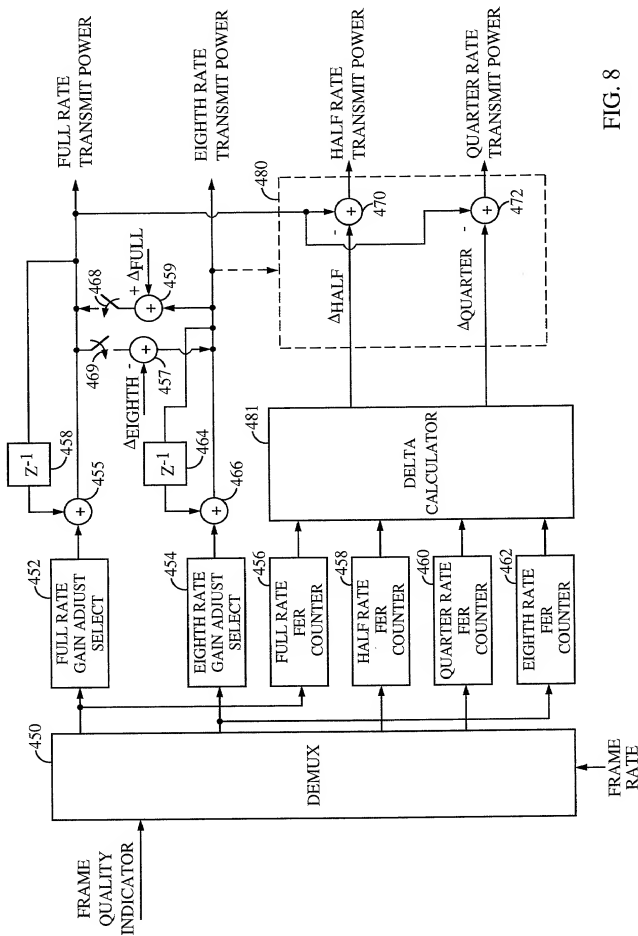 FRAME
QUALITY
INDICATOR
450
DEMUX
FRAME
RATE
452
FULL RATE
GAIN ADJUST
SELECT
454
EIGHTH RATE
GAIN ADJUST
SELECT
456
FULL RATE
FER
COUNTER
458
HALF RATE
FER
COUNTER
460
QUARTER RATE
FER
COUNTER
462
EIGHTH RATE
FER
COUNTER
Z-1
458
+
455
Z-1
464
+
466
481
DELTA
CALCULATOR
469
ΔEIGHTH
-
+
457
468
+ ΔFULL
+
459
480
ΔHALF
-
+
470
ΔQUARTER
-
+
472
FULL RATE
TRANSMIT POWER
EIGHTH RATE
TRANSMIT POWER
HALF RATE
TRANSMIT POWER
QUARTER RATE
TRANSMIT POWER
FIG. 8